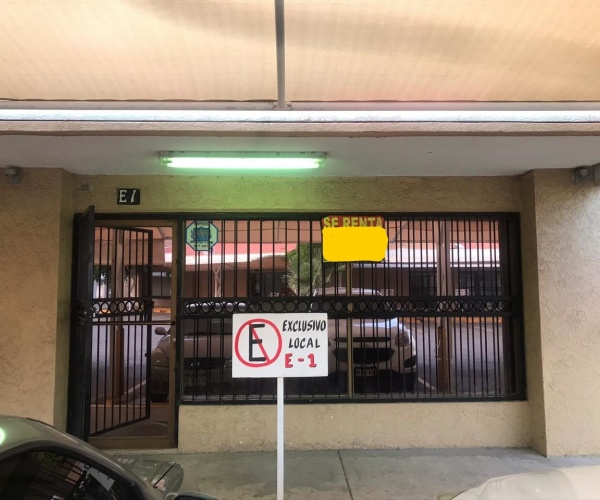 E1
SE RENTA
E
EXCLUSIVO
LOCAL
E-1